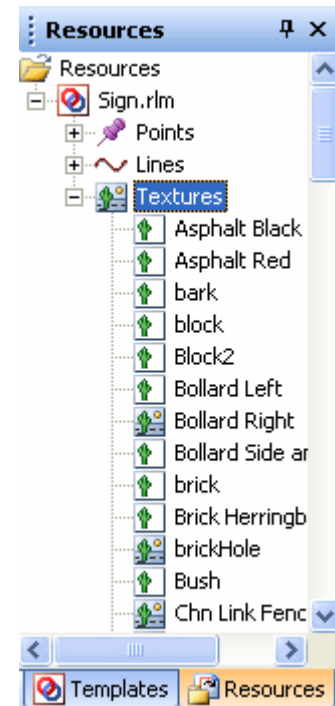 Resources
Resources
Sign.rlm
Points
Lines
Textures
Asphalt Black
Asphalt Red
bark
block
Block2
Bollard Left
Bollard Right
Bollard Side ar
brick
Brick Herringb
brickHole
Bush
Chn Link Fenc
Templates Resources